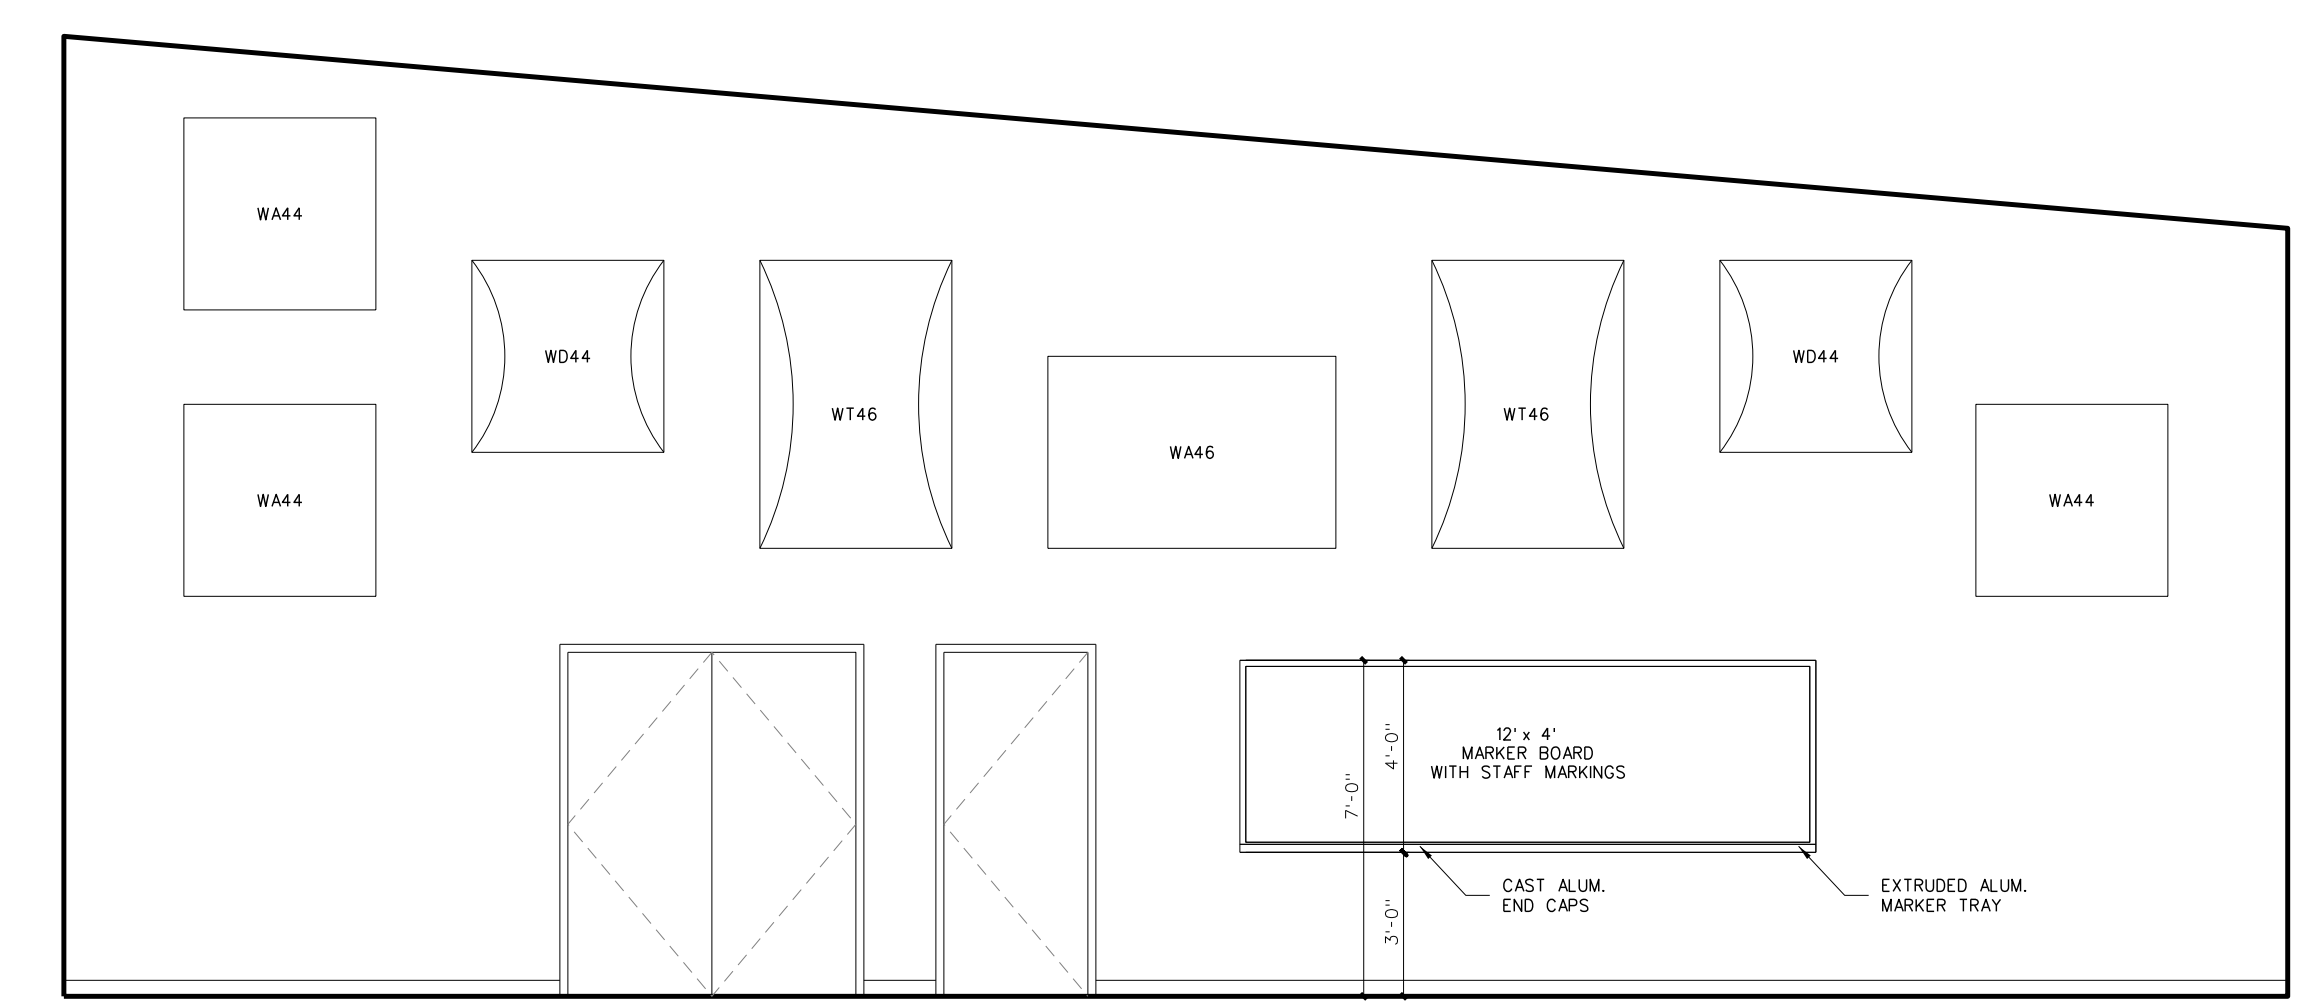 WA44
WD44
WD44
WT46
WT46
WA46
WA44
WA44
12' x 4'
MARKER BOARD
WITH STAFF MARKINGS
4'-0"
7'-0"
3'-0"
CAST ALUM.
END CAPS
EXTRUDED ALUM.
MARKER TRAY